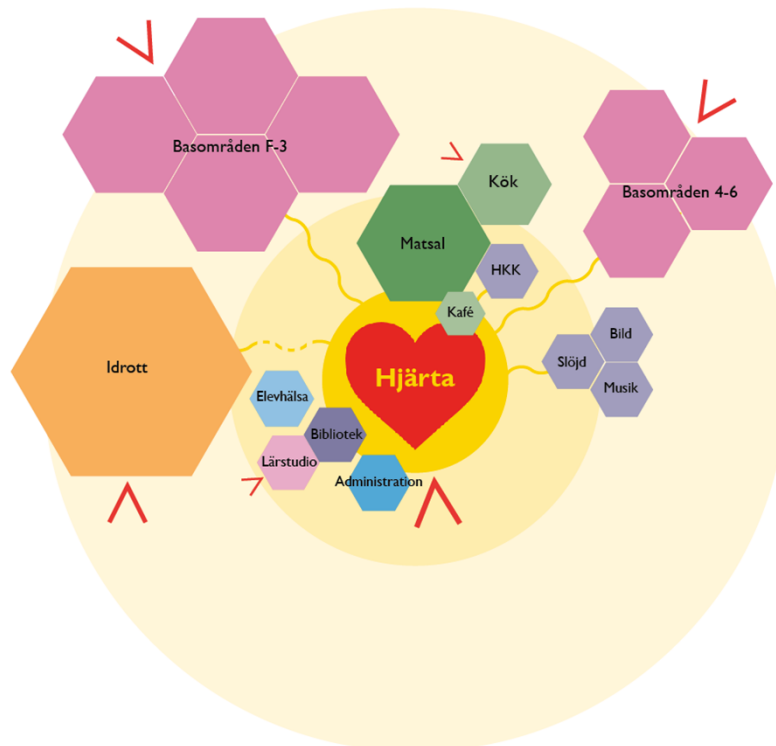 Basområden F-3
Basområden 4-6
Kök
Matsal
HKK
Kafé
Bild
Slöjd
Musik
Idrott
Hjärta
Elevhälsa
Bibliotek
Lärstudio
Administration